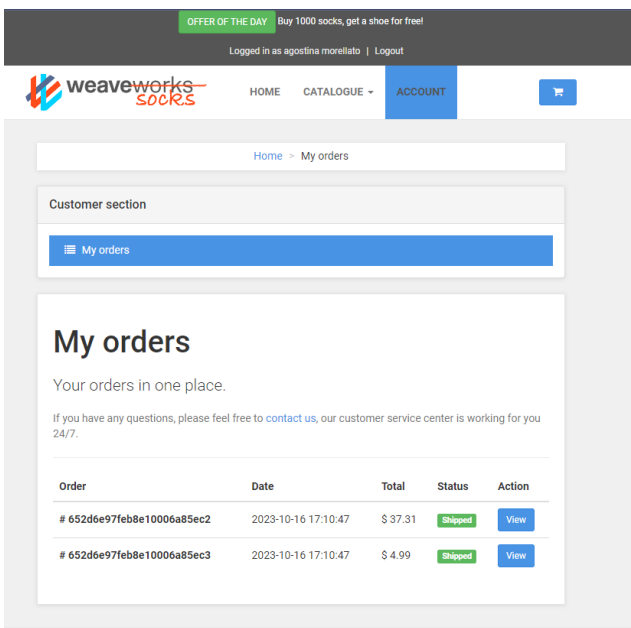 OFFER OF THE DAY Buy 1000 socks, get a shoe for free!
Logged in as agostina morellato | Logout
weaveworks
socks
HOME CATALOGUE ACCOUNT
Home > My orders
Customer section
My orders
My orders
Your orders in one place.
If you have any questions, please feel free to contact us, our customer service center is working for you
24/7.
Order Date Total Status Action
# 652d6e97feb8e10006a85ec2 2023-10-16 17:10:47 $ 37.31 Shipped View
# 652d6e97feb8e10006a85ec3 2023-10-16 17:10:47 $ 4.99 Shipped View